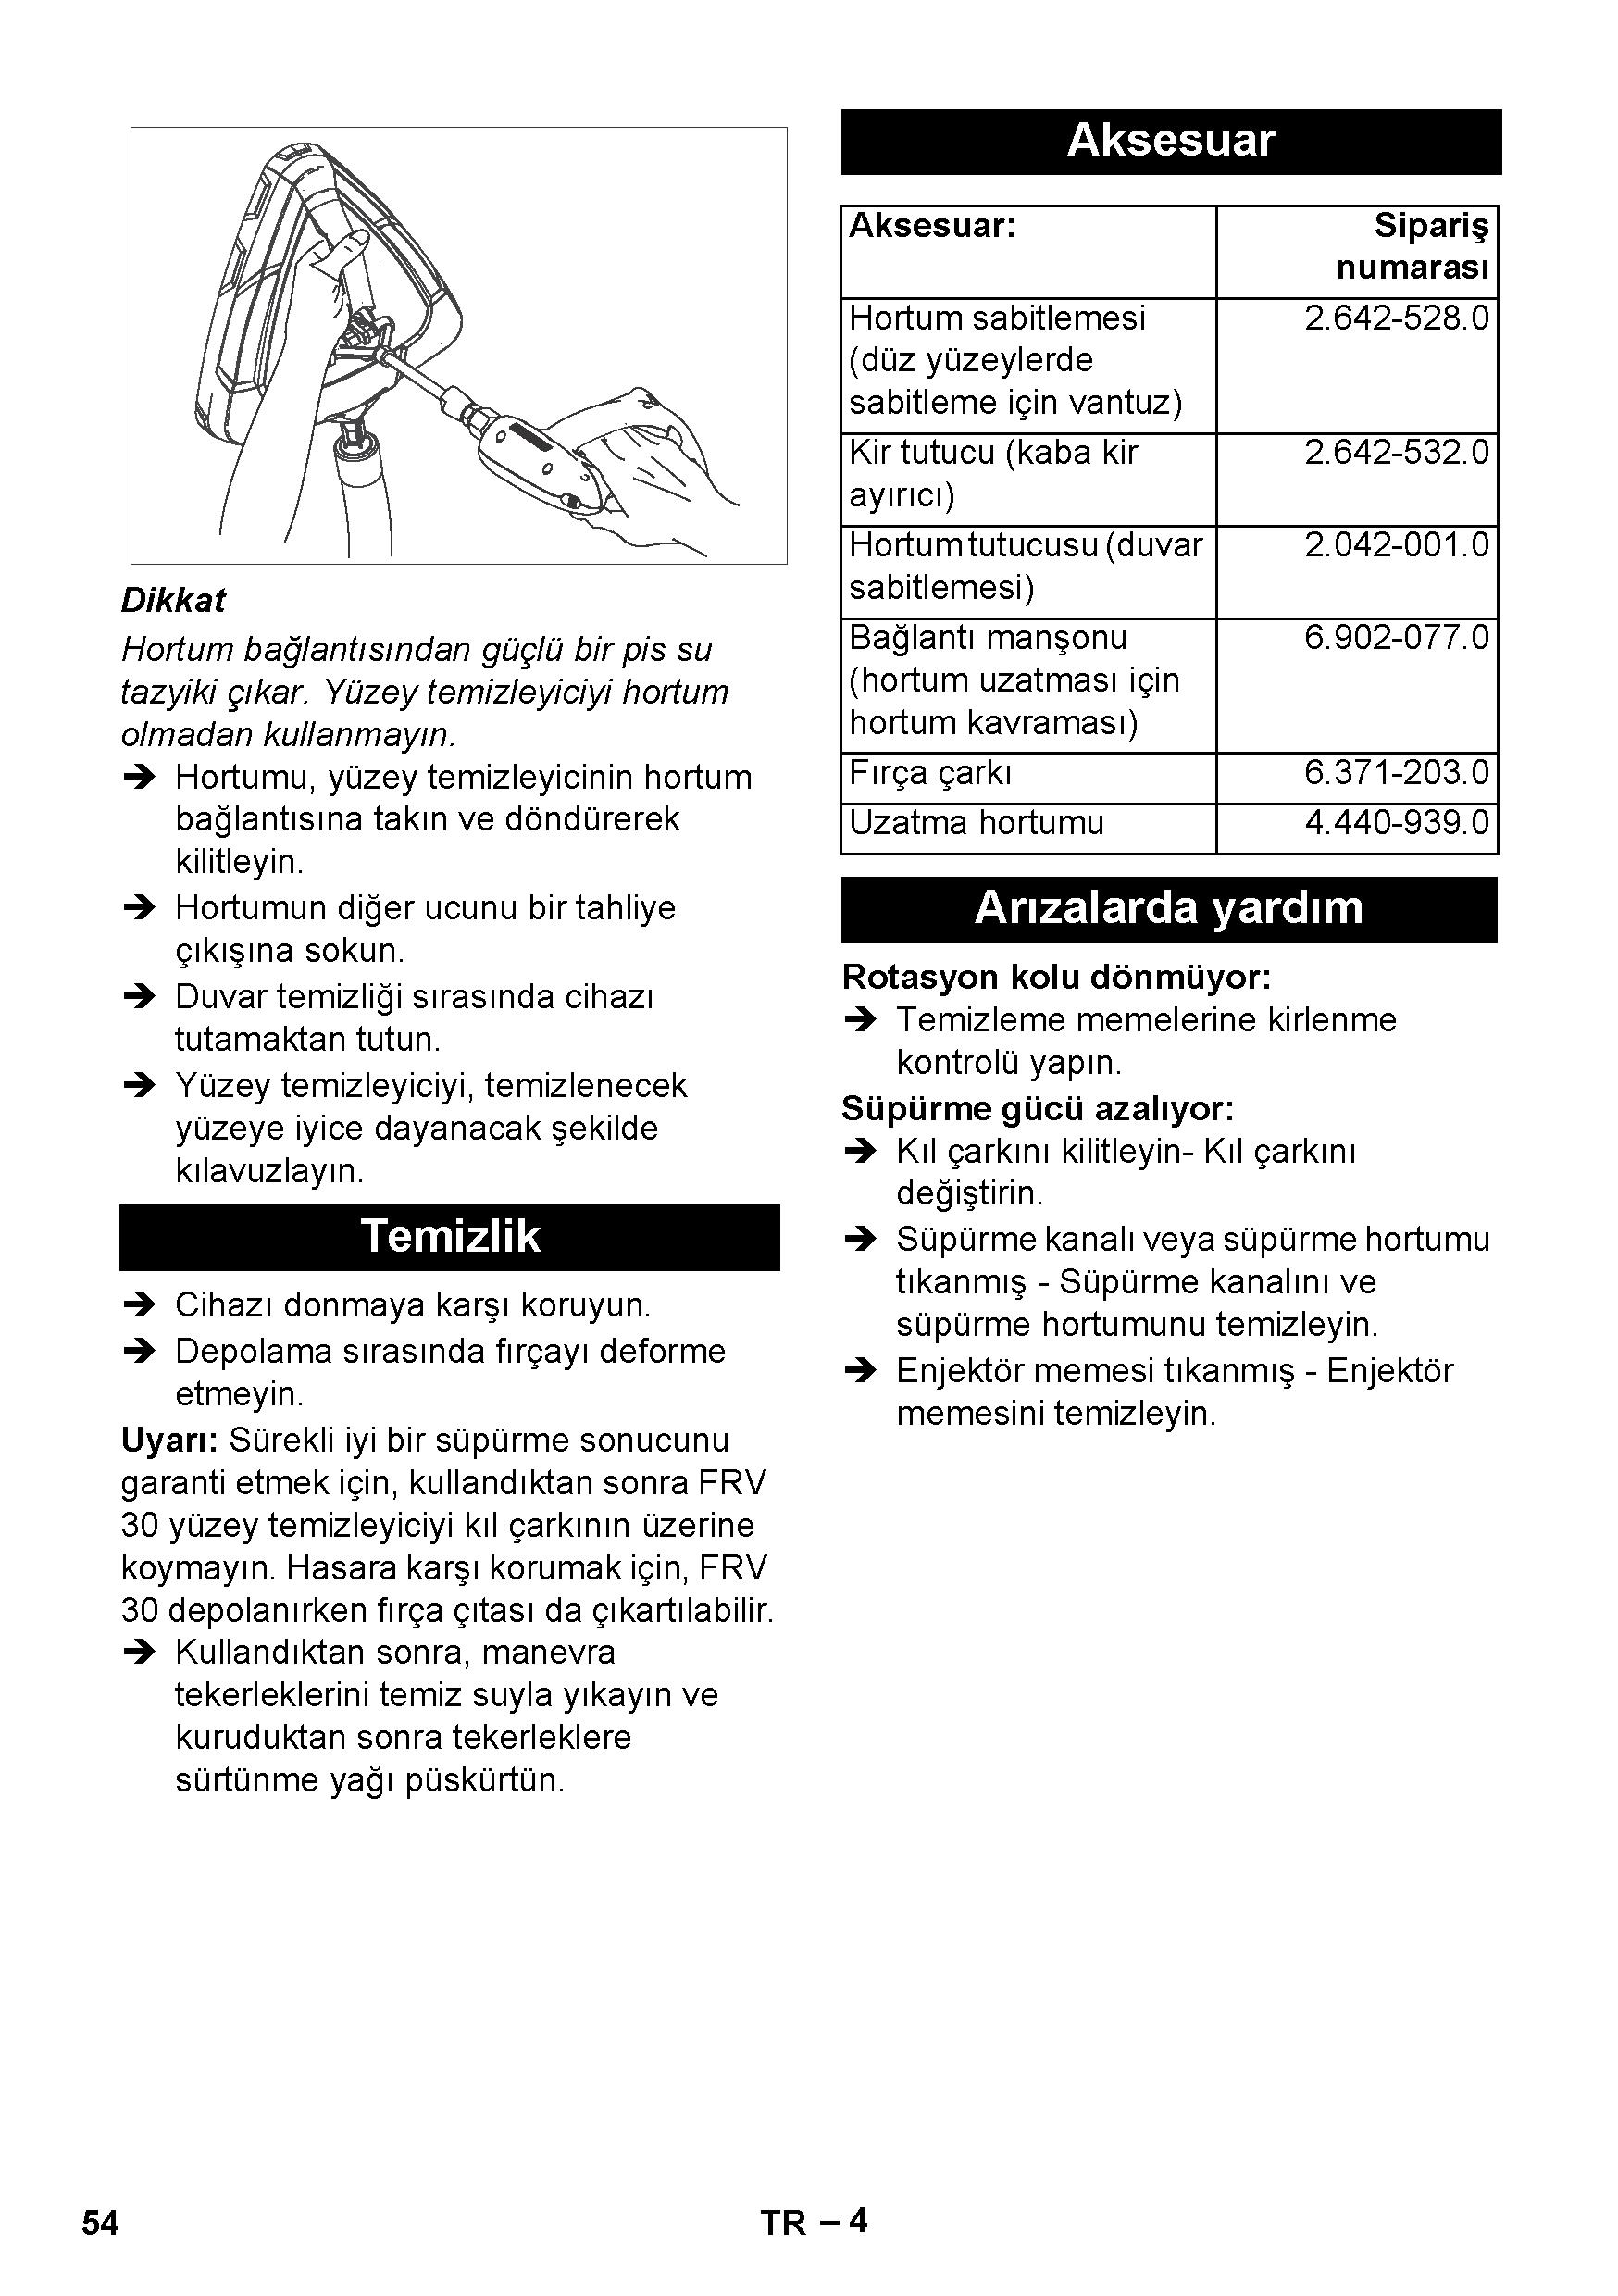 Dikkat
Hortum bağlantısından güçlü bir pis su
tazyiki çıkar. Yüzey temizleyiciyi hortum
olmadan kullanmayın.
➔ Hortumu, yüzey temizleyicinin hortum
bağlantısına takın ve döndürerek
kilitleyin.
➔ Hortumun diğer ucunu bir tahliye
çıkışına sokun.
➔ Duvar temizliği sırasında cihazı
tutamaktan tutun.
➔ Yüzey temizleyiciyi, temizlenecek
yüzeye iyice dayanacak şekilde
kılavuzlayın.
Temizlik
➔ Cihazı donmaya karşı koruyun.
➔ Depolama sırasında fırçayı deforme
etmeyin.
Uyarı: Sürekli iyi bir süpürme sonucunu
garanti etmek için, kullandıktan sonra FRV
30 yüzey temizleyiciyi kıl çarkının üzerine
koymayın. Hasara karşı korumak için, FRV
30 depolanırken fırça çıtası da çıkartılabilir.
➔ Kullandıktan sonra, manevra
tekerleklerini temiz suyla yıkayın ve
kuruduktan sonra tekerleklere
sürtünme yağı püskürtün.
Aksesuar
Aksesuar: Sipariş
numarası
Hortum sabitlemesi 2.642-528.0
(düz yüzeylerde
sabitleme için vantuz)
Kir tutucu (kaba kir 2.642-532.0
ayırıcı)
Hortum tutucusu (duvar 2.042-001.0
sabitlemesi)
Bağlantı manşonu 6.902-077.0
(hortum uzatması için
hortum kavraması)
Fırça çarkı 6.371-203.0
Uzatma hortumu 4.440-939.0
Arızalarda yardım
Rotasyon kolu dönmüyor:
➔ Temizleme memelerine kirlenme
kontrolü yapın.
Süpürme gücü azalıyor:
➔ Kıl çarkını kilitleyin- Kıl çarkını
değiştirin.
➔ Süpürme kanalı veya süpürme hortumu
tıkanmış - Süpürme kanalını ve
süpürme hortumunu temizleyin.
➔ Enjektör memesi tıkanmış - Enjektör
memesini temizleyin.
54 TR – 4